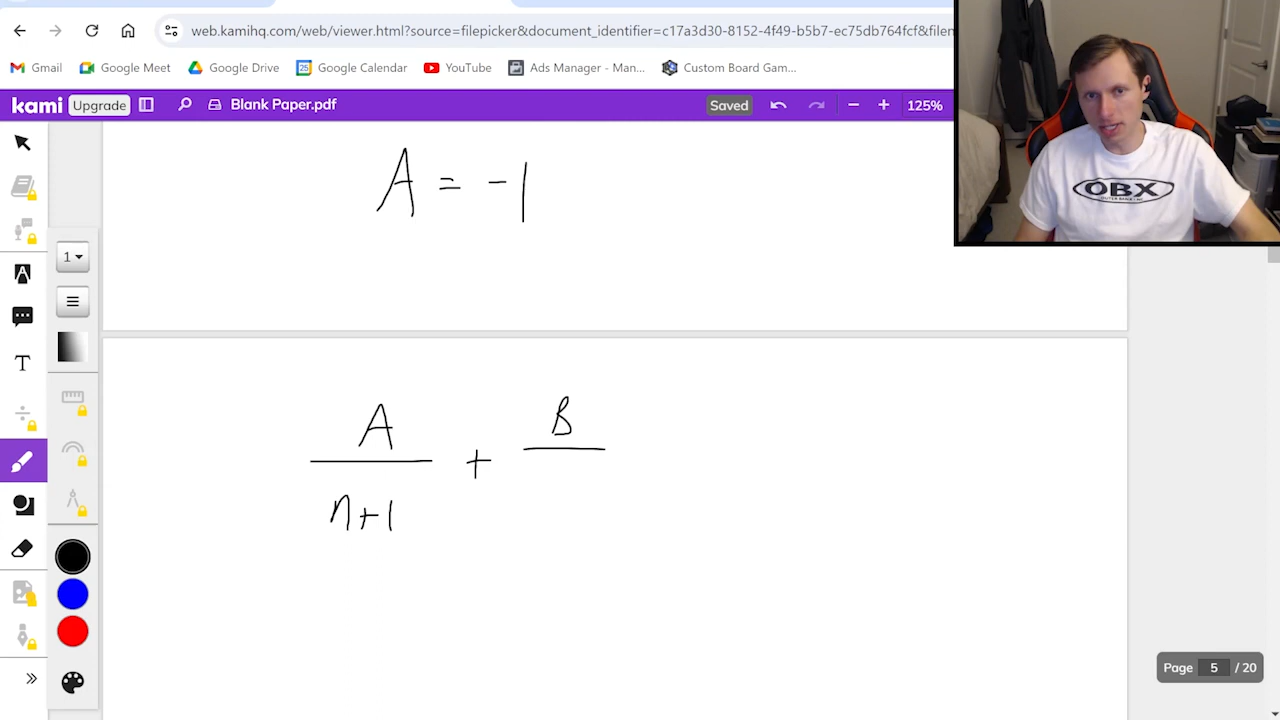 web.kamihq.com/web/viewer.html?source=filepicker&document_identifier=c17a3d30-8152-4f49-b5b7-ec75db764fcf&filen
Gmail Google Meet Google Drive 25 Google Calendar YouTube Ads Manager - Man... Custom Board Gam...
kami Upgrade Blank Paper.pdf Saved 125%
OBX
A = -1
1
T
A + B
n+1
Page 5 / 20